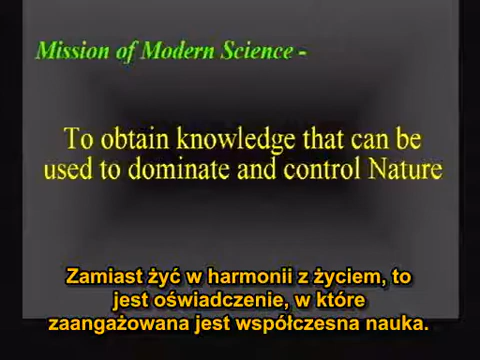 Mission of Modern Science -
To obtain knowledge that can be
used to dominate and control Nature
Zamiast żyć w harmonii z życiem, to
jest oświadczenie, w które
zaangażowana jest współczesna nauka.